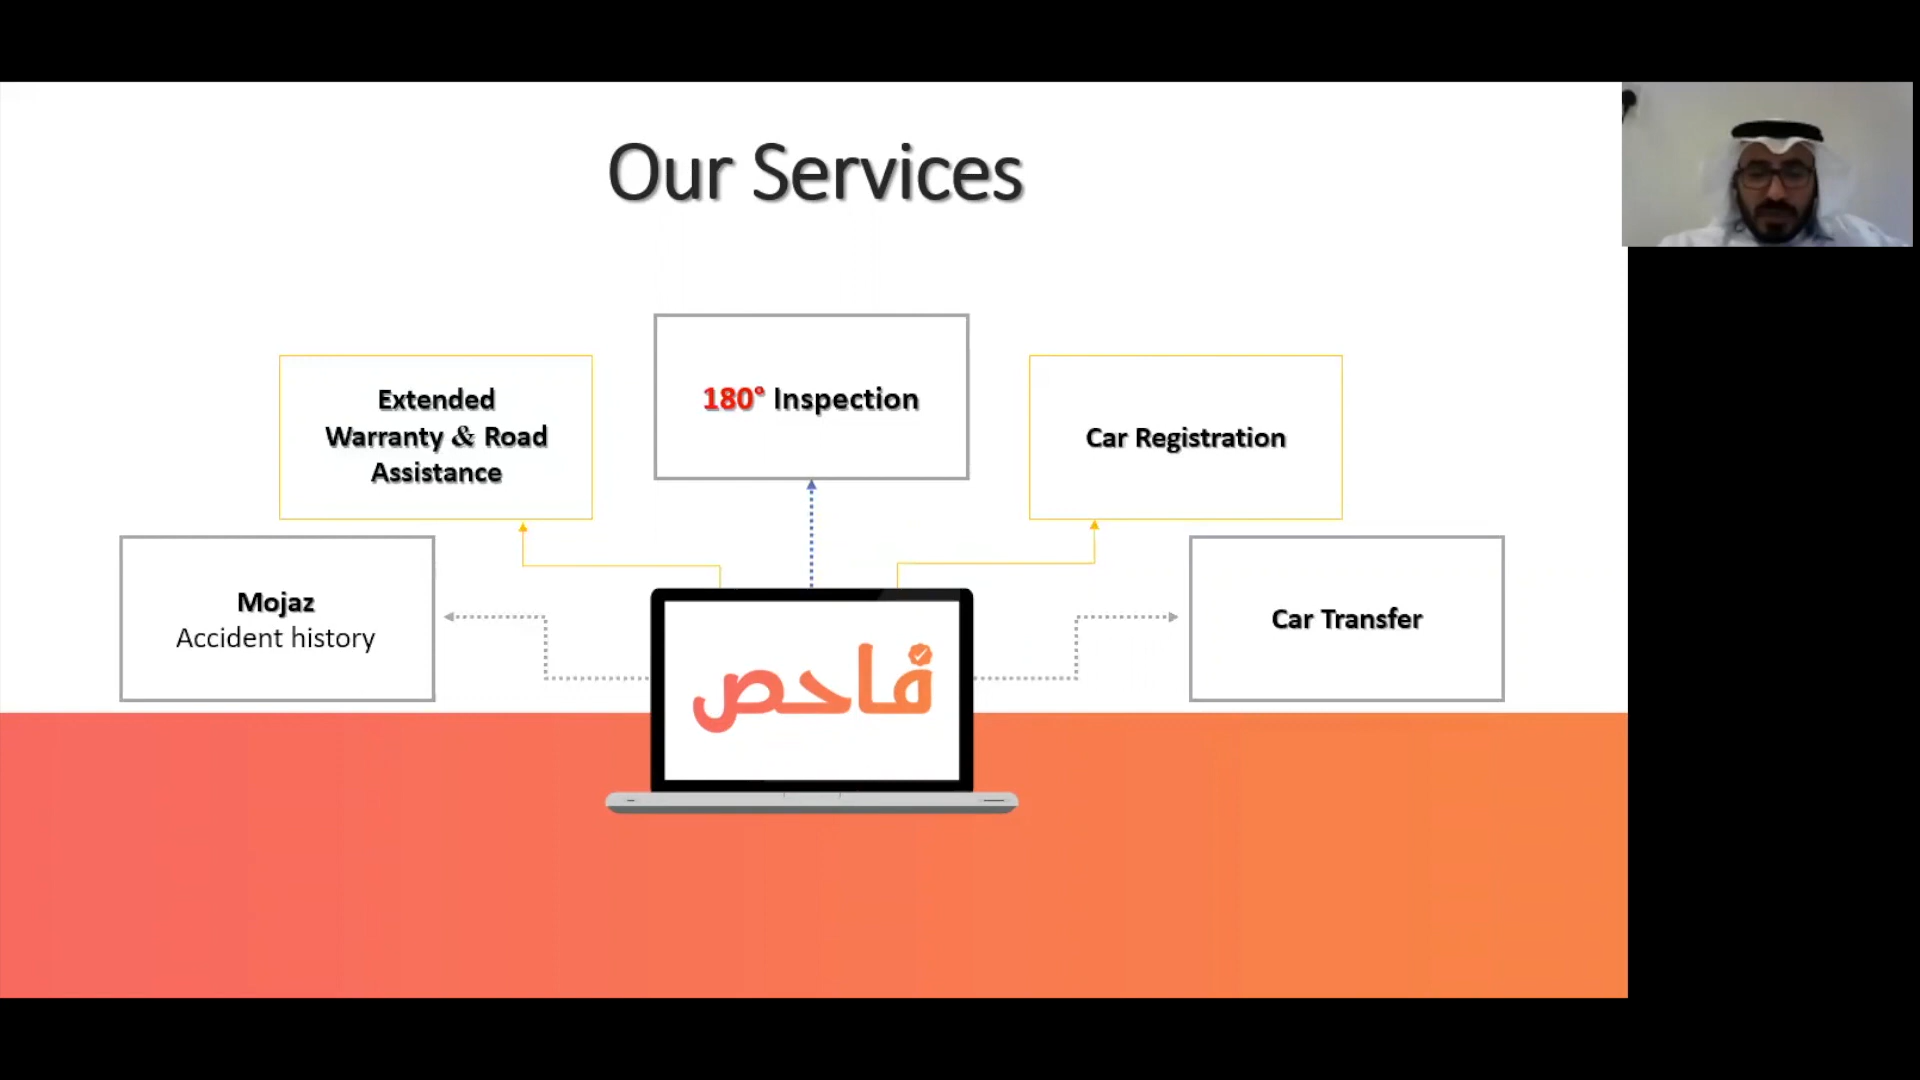 Our Services
Mojaz
Accident history
Extended
Warranty & Road
Assistance
180° Inspection
Car Registration
Car Transfer
فاحص